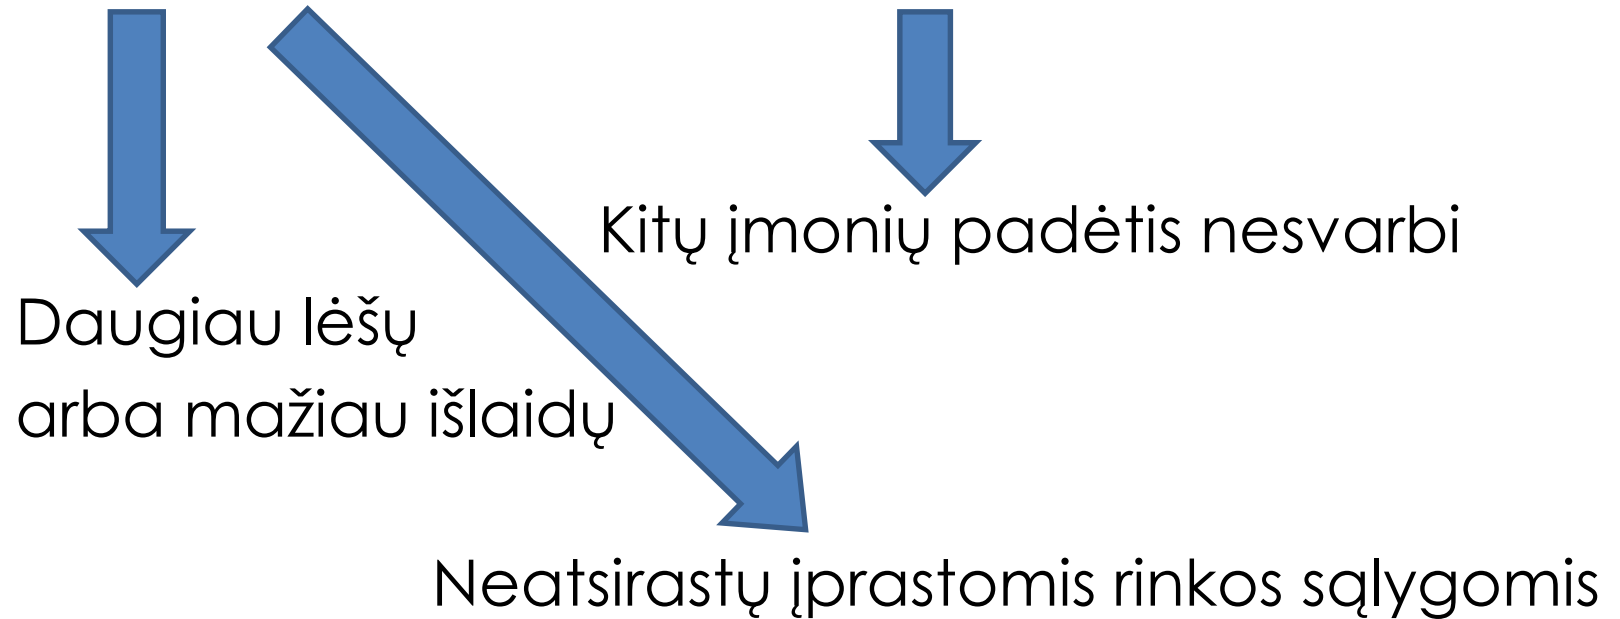 Kitų įmonių padėtis nesvarbi
Daugiau lėšų
arba mažiau išlaidų
Neatsirastų įprastomis rinkos sąlygomis